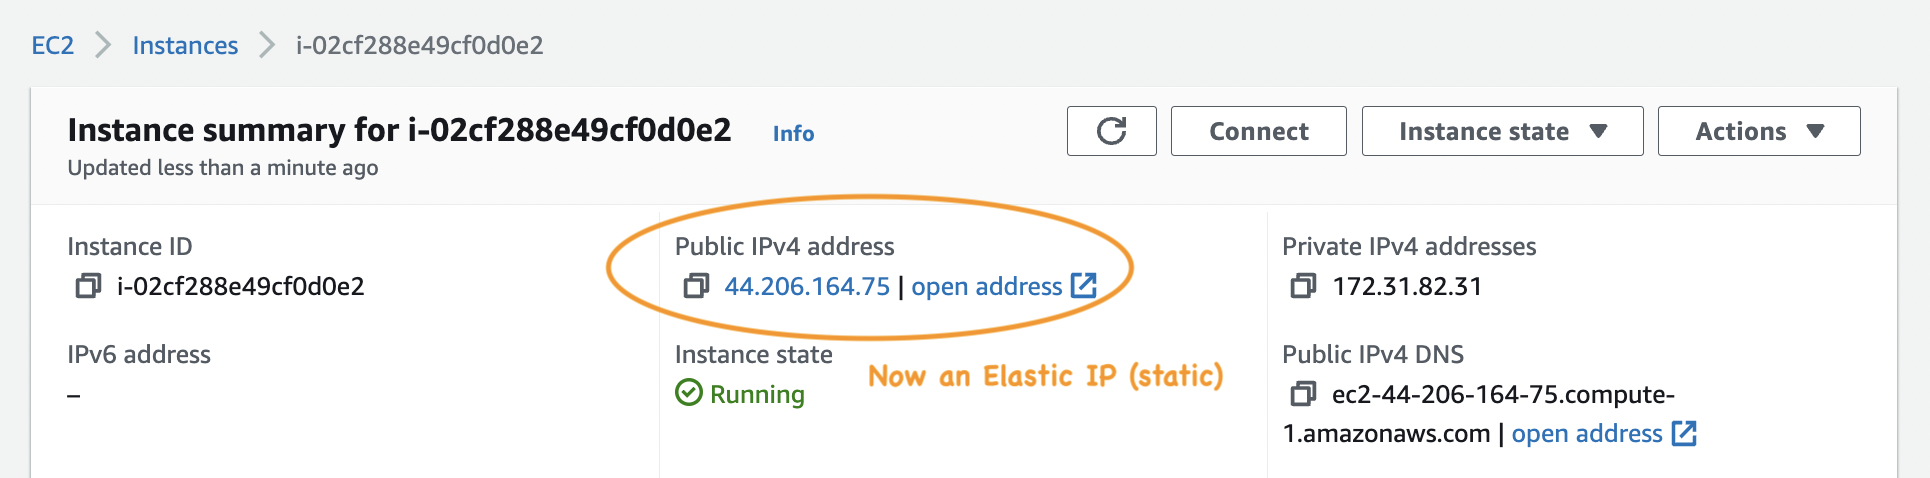 EC2 > Instances > i-02cf288e49cf0d0e2
Instance summary for i-02cf288e49cf0d0e2 Info
Updated less than a minute ago
Connect
Instance state ▼
Actions ▼
Instance ID
i-02cf288e49cf0d0e2
Public IPv4 address
44.206.164.75 | open address
Private IPv4 addresses
172.31.82.31
IPv6 address
–
Instance state
Running
Now an Elastic IP (static)
Public IPv4 DNS
ec2-44-206-164-75.compute-
1.amazonaws.com | open address